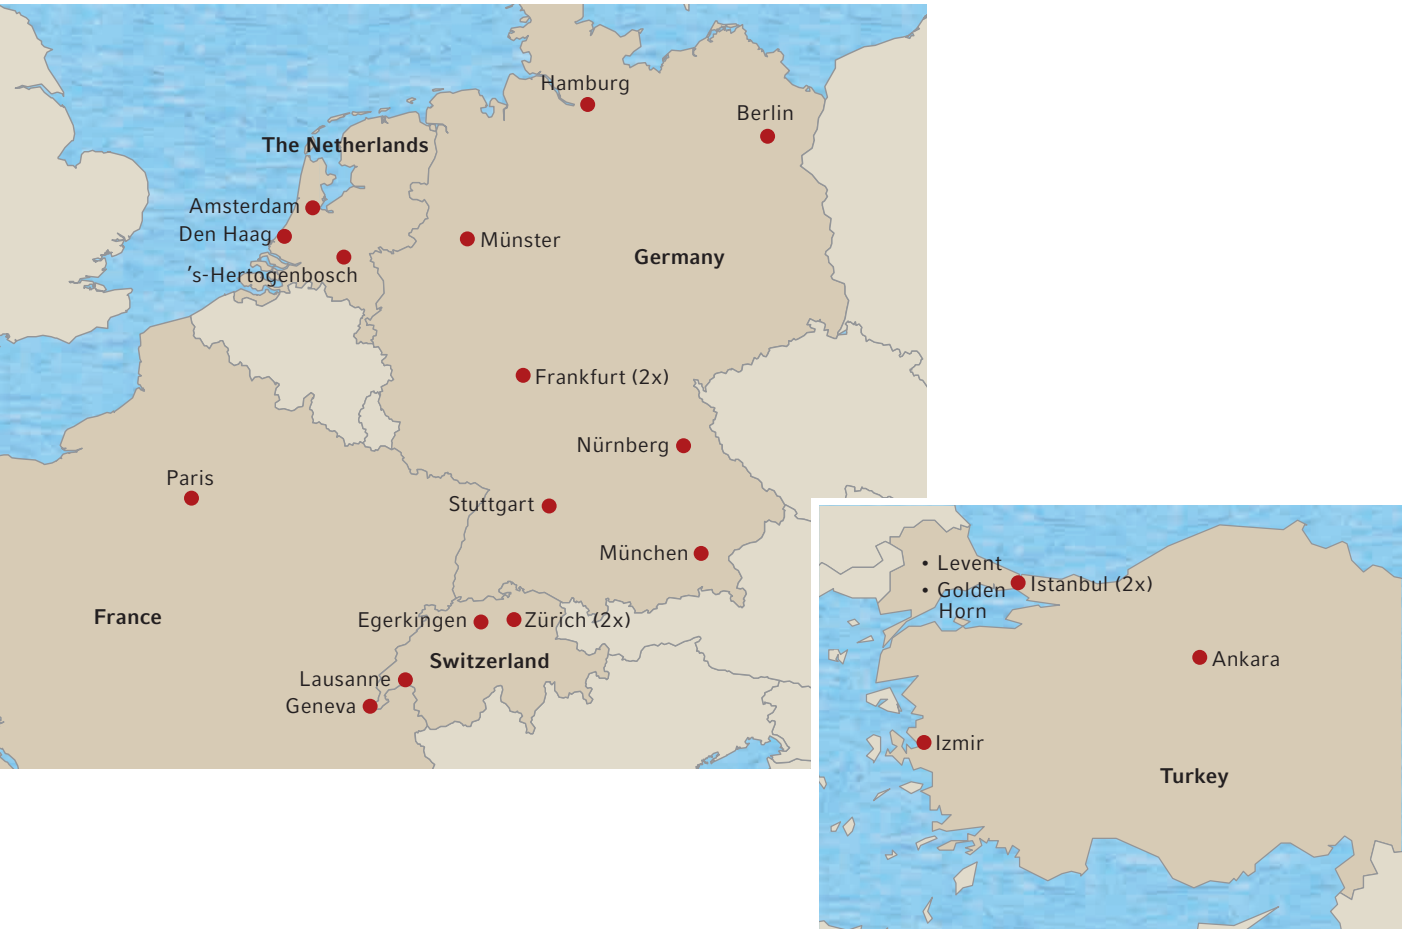 Hamburg
Berlin
The Netherlands
Amsterdam
Den Haag
Münster
Germany
’s-Hertogenbosch
Frankfurt (2x)
Nürnberg
Paris
Stuttgart
München
France
Egerkingen
Zürich (2x)
Switzerland
Lausanne
Geneva
• Levent
Istanbul (2x)
• Golden
Horn
Ankara
Izmir
Turkey